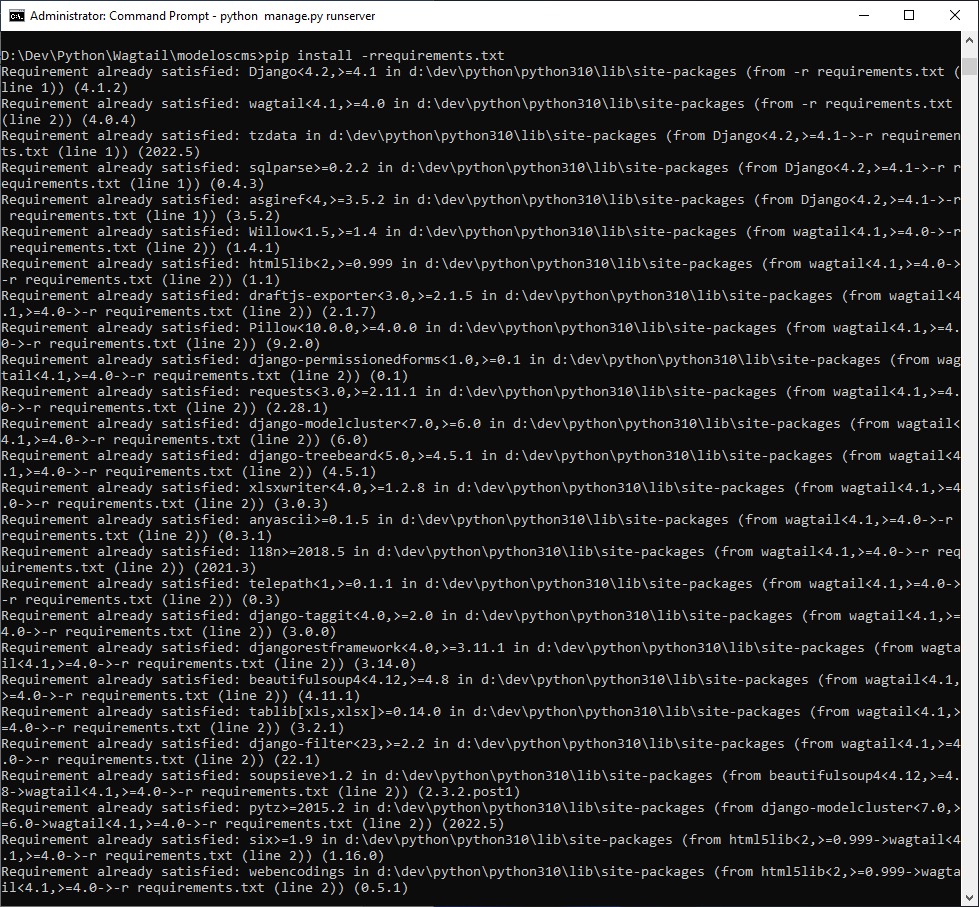 Administrator: Command Prompt - python  manage.py runserver
D:\Dev\Python\Wagtail\modeloscms>pip install -rrequirements.txt
Requirement already satisfied: Django<4.2,>=4.1 in d:\dev\python\python310\lib\site-packages (from -r requirements.txt (
line 1)) (4.1.2)
Requirement already satisfied: wagtail<4.1,>=4.0 in d:\dev\python\python310\lib\site-packages (from -r requirements.txt
(line 2)) (4.0.4)
Requirement already satisfied: tzdata in d:\dev\python\python310\lib\site-packages (from Django<4.2,>=4.1->-r requiremen
ts.txt (line 1)) (2022.5)
Requirement already satisfied: sqlparse>=0.2.2 in d:\dev\python\python310\lib\site-packages (from Django<4.2,>=4.1->-r r
equirements.txt (line 1)) (0.4.3)
Requirement already satisfied: asgiref<4,>=3.5.2 in d:\dev\python\python310\lib\site-packages (from Django<4.2,>=4.1->-r
 requirements.txt (line 1)) (3.5.2)
Requirement already satisfied: Willow<1.5,>=1.4 in d:\dev\python\python310\lib\site-packages (from wagtail<4.1,>=4.0->-r
 requirements.txt (line 2)) (1.4.1)
Requirement already satisfied: html5lib<2,>=0.999 in d:\dev\python\python310\lib\site-packages (from wagtail<4.1,>=4.0->
-r requirements.txt (line 2)) (1.1)
Requirement already satisfied: draftjs-exporter<3.0,>=2.1.5 in d:\dev\python\python310\lib\site-packages (from wagtail<4
.1,>=4.0->-r requirements.txt (line 2)) (2.1.7)
Requirement already satisfied: Pillow<10.0.0,>=4.0.0 in d:\dev\python\python310\lib\site-packages (from wagtail<4.1,>=4.
0->-r requirements.txt (line 2)) (9.2.0)
Requirement already satisfied: django-permissionedforms<1.0,>=0.1 in d:\dev\python\python310\lib\site-packages (from wag
tail<4.1,>=4.0->-r requirements.txt (line 2)) (0.1)
Requirement already satisfied: requests<3.0,>=2.11.1 in d:\dev\python\python310\lib\site-packages (from wagtail<4.1,>=4.
0->-r requirements.txt (line 2)) (2.28.1)
Requirement already satisfied: django-modelcluster<7.0,>=6.0 in d:\dev\python\python310\lib\site-packages (from wagtail<
4.1,>=4.0->-r requirements.txt (line 2)) (6.0)
Requirement already satisfied: django-treebeard<5.0,>=4.5.1 in d:\dev\python\python310\lib\site-packages (from wagtail<4
.1,>=4.0->-r requirements.txt (line 2)) (4.5.1)
Requirement already satisfied: xlsxwriter<4.0,>=1.2.8 in d:\dev\python\python310\lib\site-packages (from wagtail<4.1,>=4
.0->-r requirements.txt (line 2)) (3.0.3)
Requirement already satisfied: anyascii>=0.1.5 in d:\dev\python\python310\lib\site-packages (from wagtail<4.1,>=4.0->-r
requirements.txt (line 2)) (0.3.1)
Requirement already satisfied: l18n>=2018.5 in d:\dev\python\python310\lib\site-packages (from wagtail<4.1,>=4.0->-r req
uirements.txt (line 2)) (2021.3)
Requirement already satisfied: telepath<1,>=0.1.1 in d:\dev\python\python310\lib\site-packages (from wagtail<4.1,>=4.0->
-r requirements.txt (line 2)) (0.3)
Requirement already satisfied: django-taggit<4.0,>=2.0 in d:\dev\python\python310\lib\site-packages (from wagtail<4.1,>=
4.0->-r requirements.txt (line 2)) (3.0.0)
Requirement already satisfied: djangorestframework<4.0,>=3.11.1 in d:\dev\python\python310\lib\site-packages (from wagta
il<4.1,>=4.0->-r requirements.txt (line 2)) (3.14.0)
Requirement already satisfied: beautifulsoup4<4.12,>=4.8 in d:\dev\python\python310\lib\site-packages (from wagtail<4.1,
>=4.0->-r requirements.txt (line 2)) (4.11.1)
Requirement already satisfied: tablib[xls,xlsx]>=0.14.0 in d:\dev\python\python310\lib\site-packages (from wagtail<4.1,>
=4.0->-r requirements.txt (line 2)) (3.2.1)
Requirement already satisfied: django-filter<23,>=2.2 in d:\dev\python\python310\lib\site-packages (from wagtail<4.1,>=4
.0->-r requirements.txt (line 2)) (22.1)
Requirement already satisfied: soupsieve>1.2 in d:\dev\python\python310\lib\site-packages (from beautifulsoup4<4.12,>=4.
8->wagtail<4.1,>=4.0->-r requirements.txt (line 2)) (2.3.2.post1)
Requirement already satisfied: pytz>=2015.2 in d:\dev\python\python310\lib\site-packages (from django-modelcluster<7.0,>
=6.0->wagtail<4.1,>=4.0->-r requirements.txt (line 2)) (2022.5)
Requirement already satisfied: six>=1.9 in d:\dev\python\python310\lib\site-packages (from html5lib<2,>=0.999->wagtail<4
.1,>=4.0->-r requirements.txt (line 2)) (1.16.0)
Requirement already satisfied: webencodings in d:\dev\python\python310\lib\site-packages (from html5lib<2,>=0.999->wagta
il<4.1,>=4.0->-r requirements.txt (line 2)) (0.5.1)